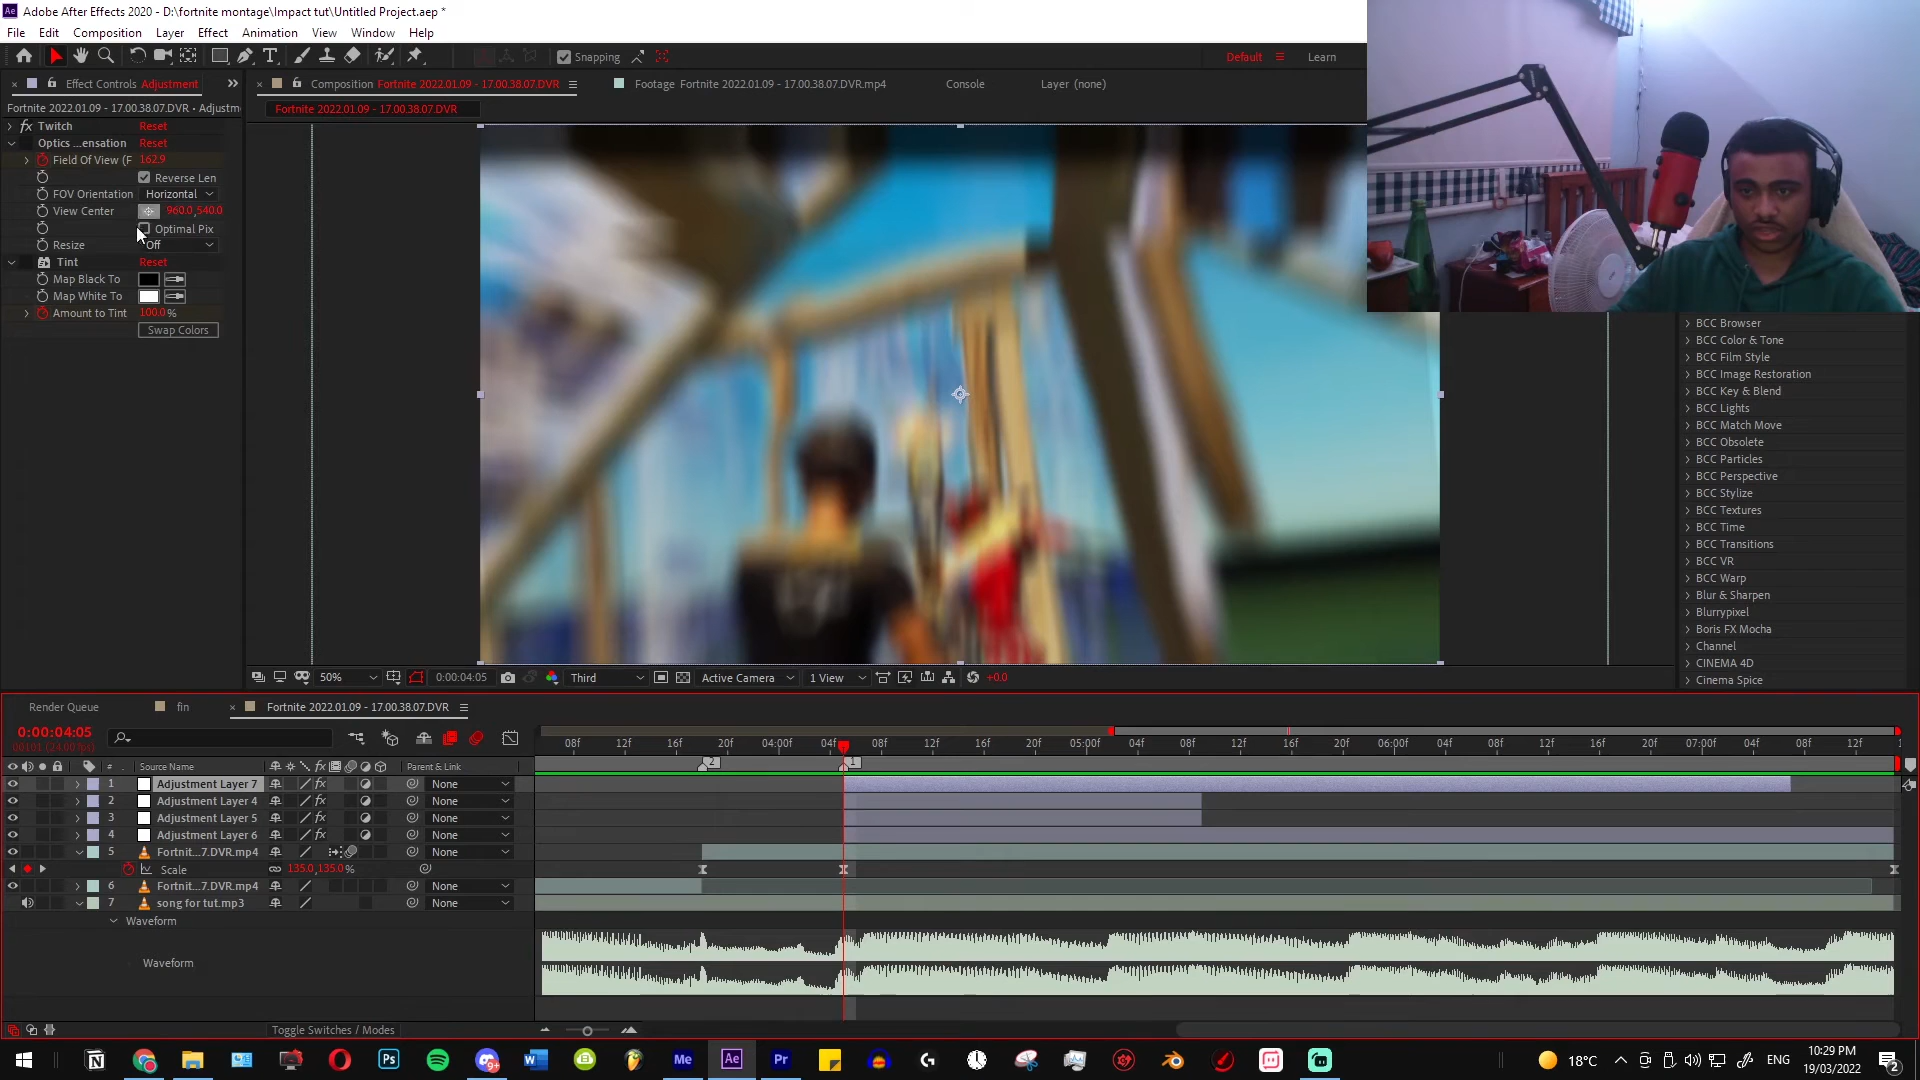 Adobe After Effects 2020 - D:\fortnite montage\Impact tut\Untitled Project.aep *
File Edit Composition Layer Effect Animation View Window Help
Snapping
Default
Learn
Effect Controls Adjustment
Composition Fortnite 2022.01.09 - 17.00.38.07.DVR
Footage Fortnite 2022.01.09 - 17.00.38.07.DVR.mp4
Console
Layer (none)
Fortnite 2022.01.09 - 17.00.38.07.DVR • Adjustm
Fortnite 2022.01.09 - 17.00.38.07.DVR
Twitch Reset
Optics ...ensation Reset
Field Of View (F 162.9
Reverse Len
FOV Orientation Horizontal
View Center 960.0,540.0
Optimal Pix
Resize Off
Tint Reset
Map Black To
Map White To
Amount to Tint 100.0%
Swap Colors
BCC Browser
BCC Color & Tone
BCC Film Style
BCC Image Restoration
BCC Key & Blend
BCC Lights
BCC Match Move
BCC Obsolete
BCC Particles
BCC Perspective
BCC Stylize
BCC Textures
BCC Time
BCC Transitions
BCC VR
BCC Warp
Blur & Sharpen
Blurrypixel
Boris FX Mocha
Channel
CINEMA 4D
Cinema Spice
50% 0:00:04:05 Third Active Camera 1 View +0.0
Render Queue
fin
Fortnite 2022.01.09 - 17.00.38.07.DVR
0:00:04:05
00101 (24.00 fps)
08f 12f 16f 20f 04:00f 04f 08f 12f 16f 20f 05:00f 04f 08f 12f 16f 20f 06:00f 04f 08f 12f 16f 20f 07:00f 04f 08f 12f
# Source Name Parent & Link
2 1
1 Adjustment Layer 7 None
2 Adjustment Layer 4 None
3 Adjustment Layer 5 None
4 Adjustment Layer 6 None
5 Fortnit...7.DVR.mp4 None
Scale 135.0,135.0%
6 Fortnit...7.DVR.mp4 None
7 song for tut.mp3 None
Waveform
Waveform
Toggle Switches / Modes
18°C ENG 10:29 PM
19/03/2022